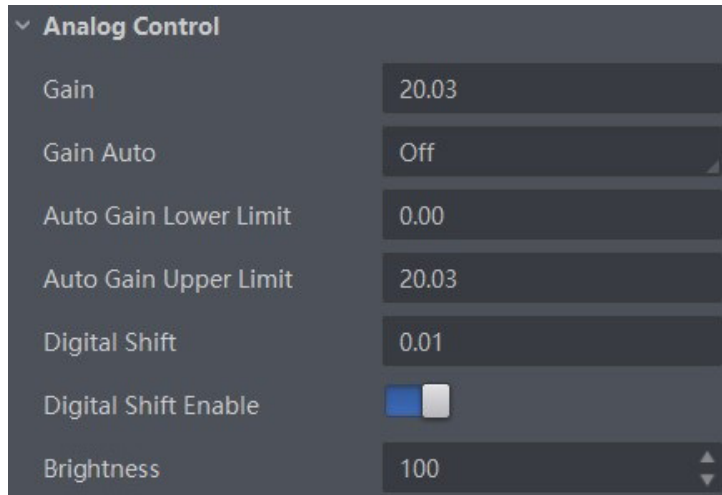 Analog Control
Gain 20.03
Gain Auto Off
Auto Gain Lower Limit 0.00
Auto Gain Upper Limit 20.03
Digital Shift 0.01
Digital Shift Enable
Brightness 100